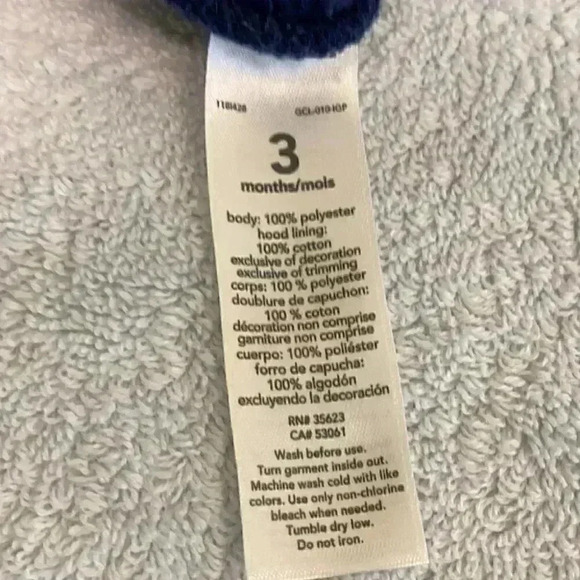 118I428 GCL-019-IGP
3
months/mois
body: 100% polyester
hood lining:
100% cotton
exclusive of decoration
exclusive of trimming
corps: 100 % polyester
doublure de capuchon:
100 % coton
décoration non comprise
garniture non comprise
cuerpo: 100% poliéster
forro de capucha:
100% algodón
excluyendo la decoración
RN# 35623
CA# 53061
Wash before use.
Turn garment inside out.
Machine wash cold with like
colors. Use only non-chlorine
bleach when needed.
Tumble dry low.
Do not iron.